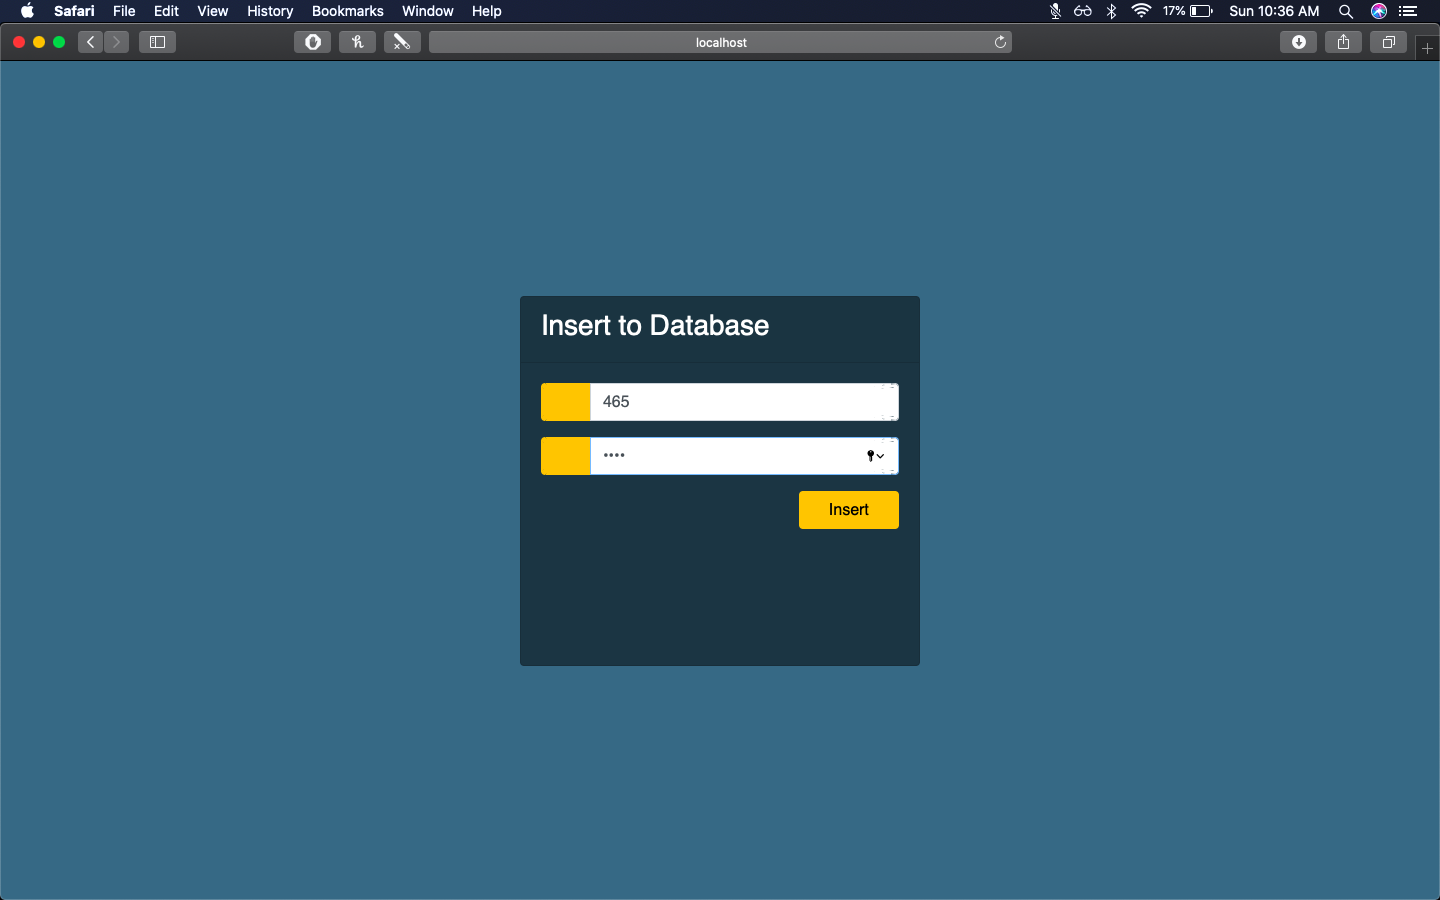 Safari File Edit View History Bookmarks Window Help 17% Sun 10:36 AM
localhost
Insert to Database
465
••••
Insert